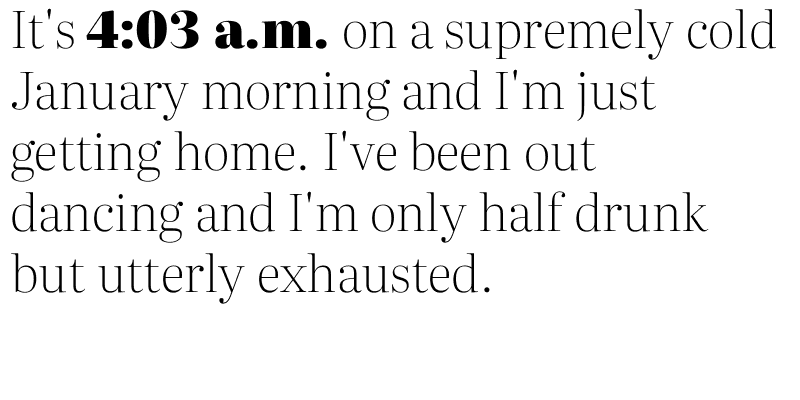 It's 4:03 a.m. on a supremely cold
January morning and I'm just
getting home. I've been out
dancing and I'm only half drunk
but utterly exhausted.